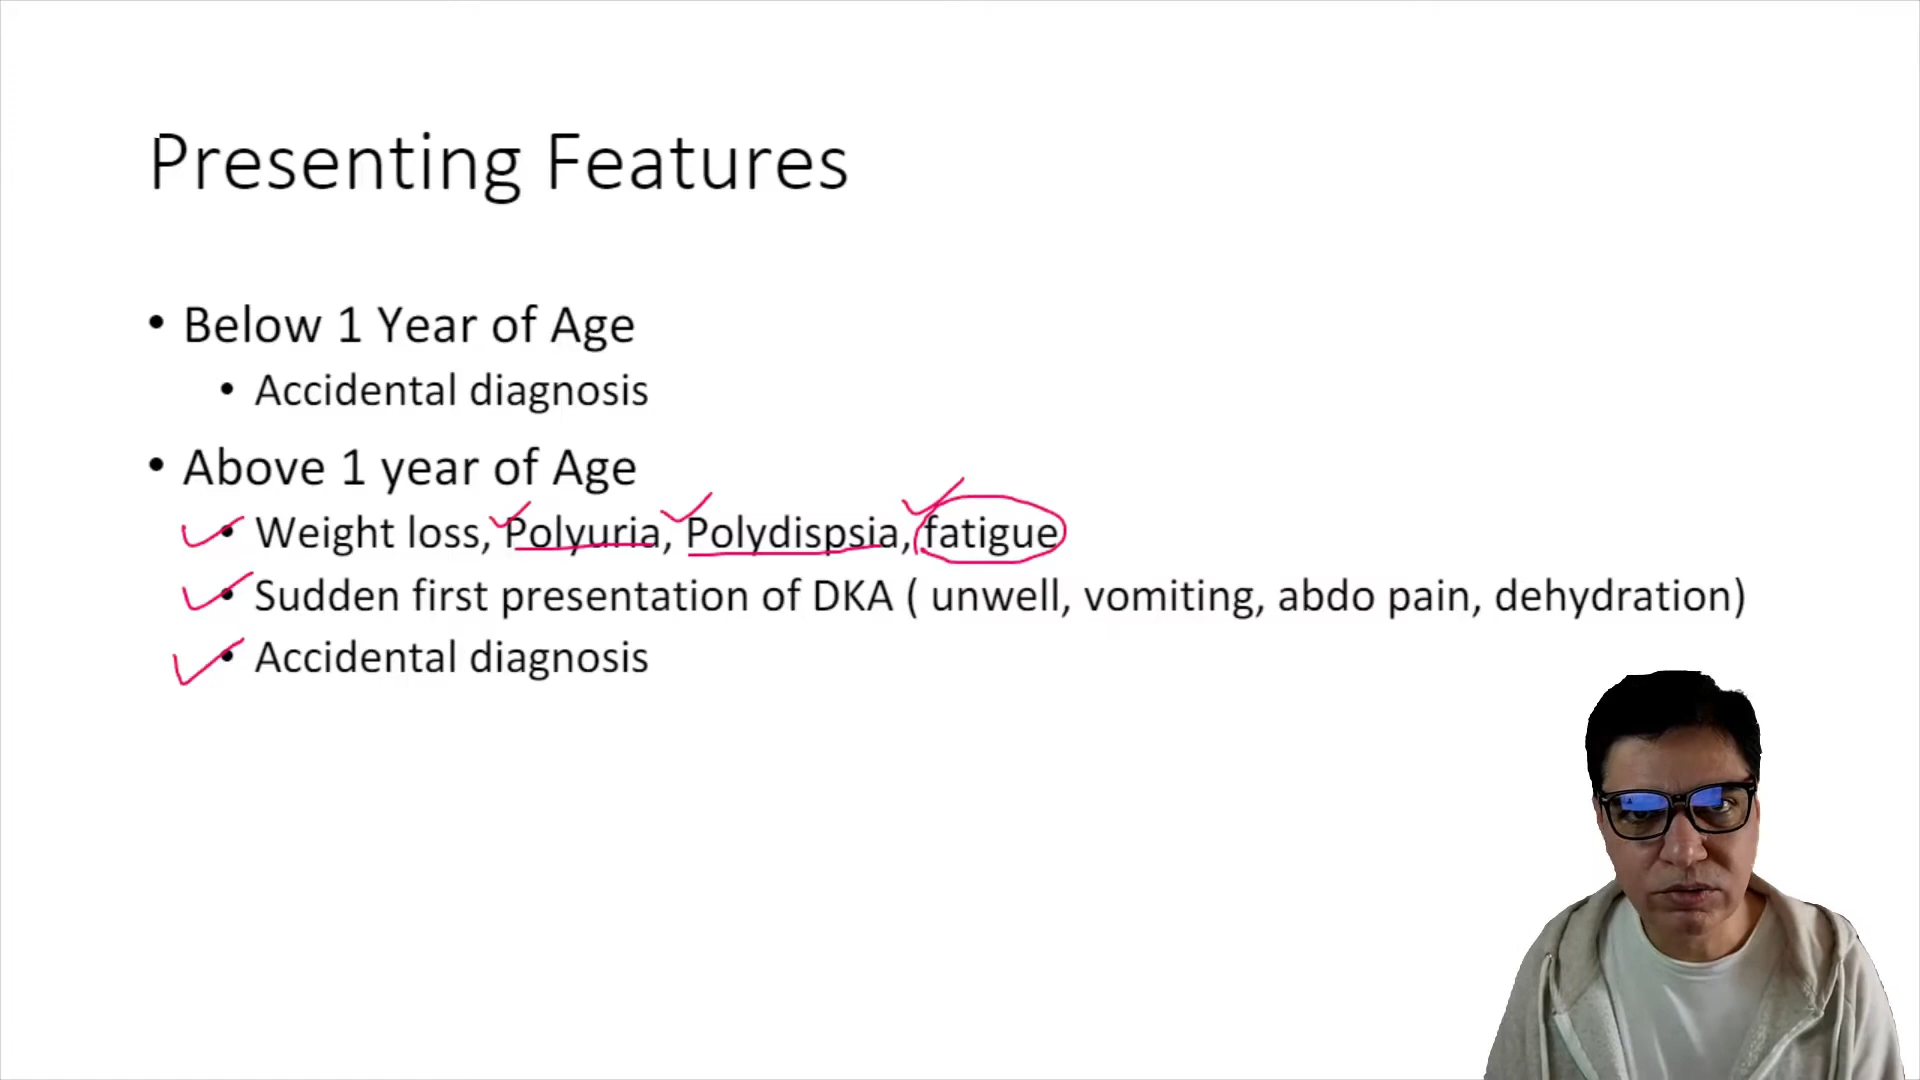 Presenting Features
• Below 1 Year of Age
• Accidental diagnosis
• Above 1 year of Age
• Weight loss, Polyuria, Polydispsia, fatigue
• Sudden first presentation of DKA ( unwell, vomiting, abdo pain, dehydration)
• Accidental diagnosis